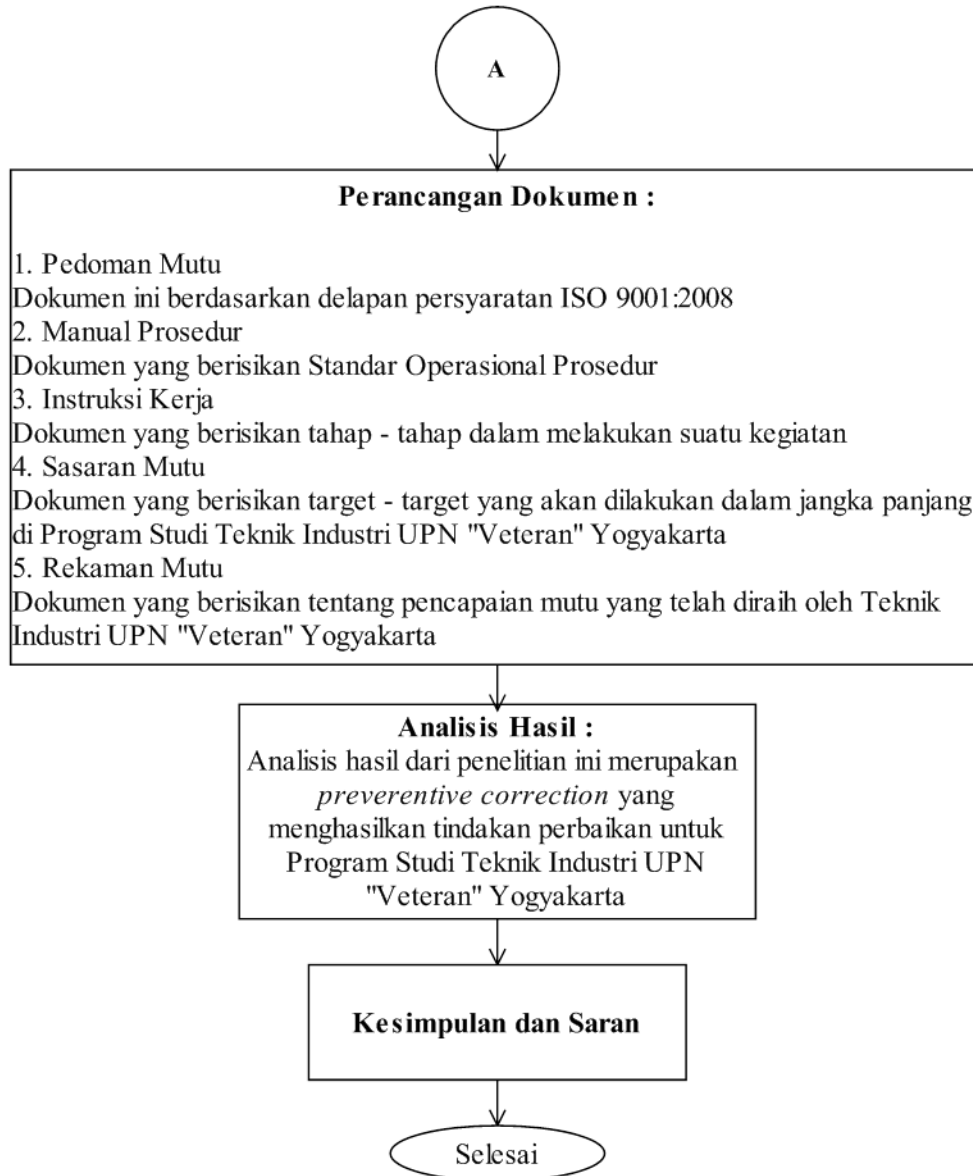 A
Perancangan Dokumen :
1. Pedoman Mutu
Dokumen ini berdasarkan delapan persyaratan ISO 9001:2008
2. Manual Prosedur
Dokumen yang berisikan Standar Operasional Prosedur
3. Instruksi Kerja
Dokumen yang berisikan tahap - tahap dalam melakukan suatu kegiatan
4. Sasaran Mutu
Dokumen yang berisikan target - target yang akan dilakukan dalam jangka panjang
di Program Studi Teknik Industri UPN "Veteran" Yogyakarta
5. Rekaman Mutu
Dokumen yang berisikan tentang pencapaian mutu yang telah diraih oleh Teknik
Industri UPN "Veteran" Yogyakarta
Analisis Hasil :
Analisis hasil dari penelitian ini merupakan
preverentive correction yang
menghasilkan tindakan perbaikan untuk
Program Studi Teknik Industri UPN
"Veteran" Yogyakarta
Kesimpulan dan Saran
Selesai